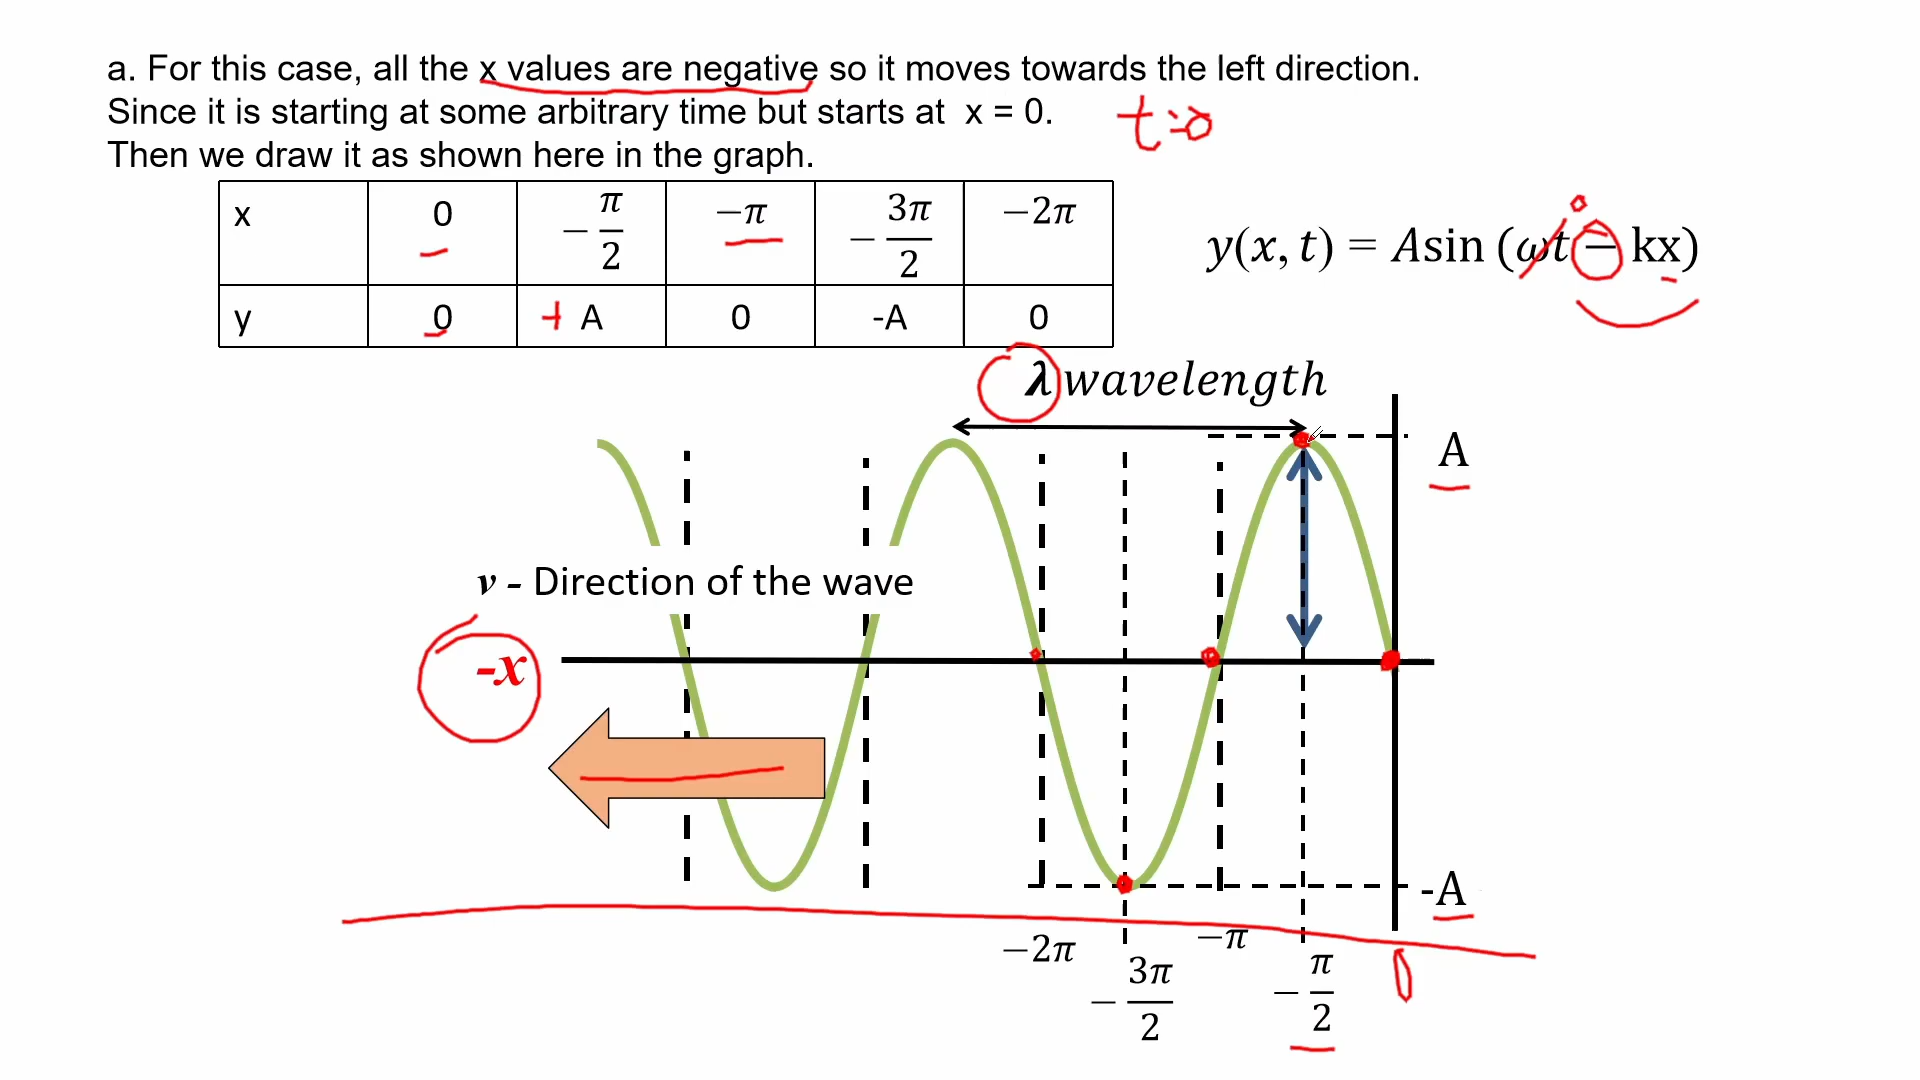 a. For this case, all the x values are negative so it moves towards the left direction.
Since it is starting at some arbitrary time but starts at x = 0.
t=0
Then we draw it as shown here in the graph.
x 0 −π/2 −π −3π/2 −2π
y 0 + A 0 -A 0
0
y(x, t) = Asin (ωt − kx)
λ wavelength
A
v - Direction of the wave
-x
-A
−2π −3π/2 −π −π/2 0